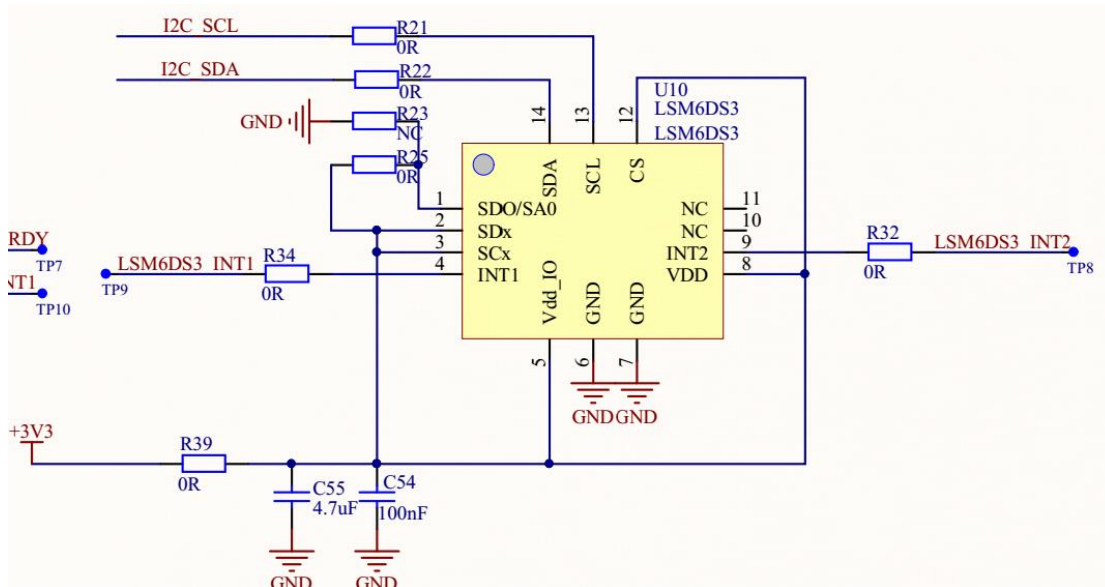 I2C_SCL
R21
0R
I2C_SDA
R22
0R
GND
R23
NC
R25
0R
U10
LSM6DS3
LSM6DS3
14
13
12
SDA
SCL
CS
1
SDO/SA0
2
SDx
3
SCx
4
INT1
NC
11
NC
10
INT2
9
VDD
8
Vdd_IO
GND
GND
5
6
7
GND
GND
RDY
TP7
NT1
TP10
TP9
LSM6DS3_INT1
R34
0R
R32
0R
LSM6DS3_INT2
TP8
+3V3
R39
0R
C55
4.7uF
C54
100nF
GND
GND